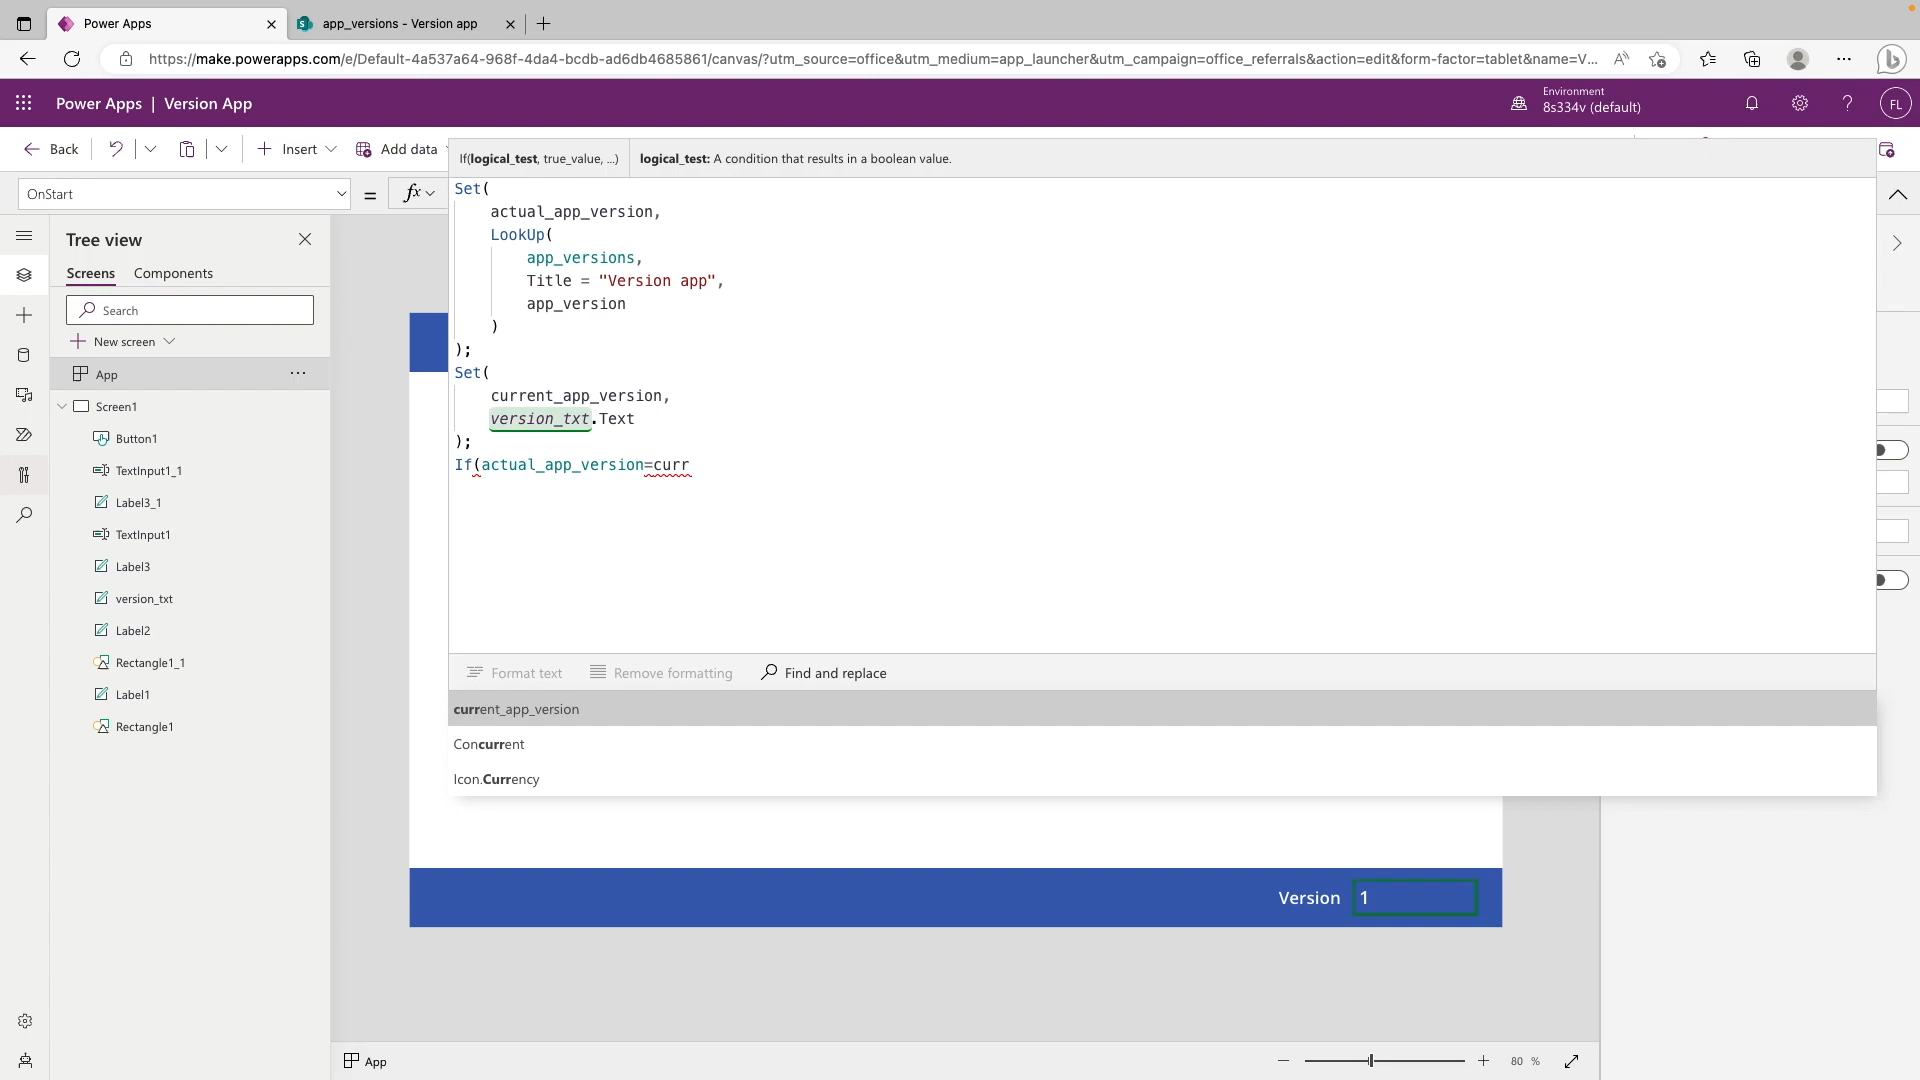 Power Apps
app_versions - Version app
https://make.powerapps.com/e/Default-4a537a64-968f-4da4-bcdb-ad6db4685861/canvas/?utm_source=office&utm_medium=app_launcher&utm_campaign=office_referrals&action=edit&form-factor=tablet&name=V...
Power Apps | Version App
Environment
8s334v (default)
FL
Back
Insert
Add data
If(logical_test, true_value, ...)
logical_test: A condition that results in a boolean value.
OnStart
=
fx
Set(
actual_app_version,
LookUp(
app_versions,
Title = "Version app",
app_version
)
);
Set(
current_app_version,
version_txt.Text
);
If(actual_app_version=curr
Tree view
Screens
Components
Search
New screen
App
...
Screen1
Button1
TextInput1_1
Label3_1
TextInput1
Label3
version_txt
Label2
Rectangle1_1
Label1
Rectangle1
Format text
Remove formatting
Find and replace
current_app_version
Concurrent
Icon.Currency
Version
1
App
80 %